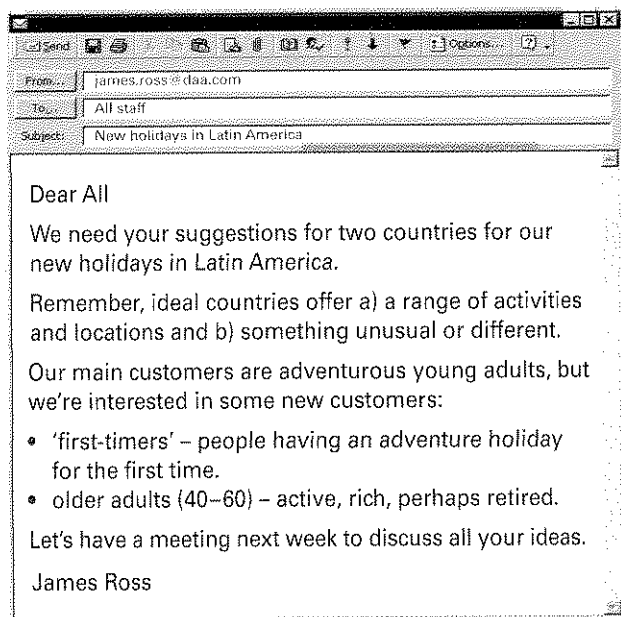 Send Options...
From... james.ross@daa.com
To... All staff
Subject: New holidays in Latin America
Dear All
We need your suggestions for two countries for our
new holidays in Latin America.
Remember, ideal countries offer a) a range of activities
and locations and b) something unusual or different.
Our main customers are adventurous young adults, but
we're interested in some new customers:
• 'first-timers' – people having an adventure holiday
for the first time.
• older adults (40–60) – active, rich, perhaps retired.
Let's have a meeting next week to discuss all your ideas.
James Ross